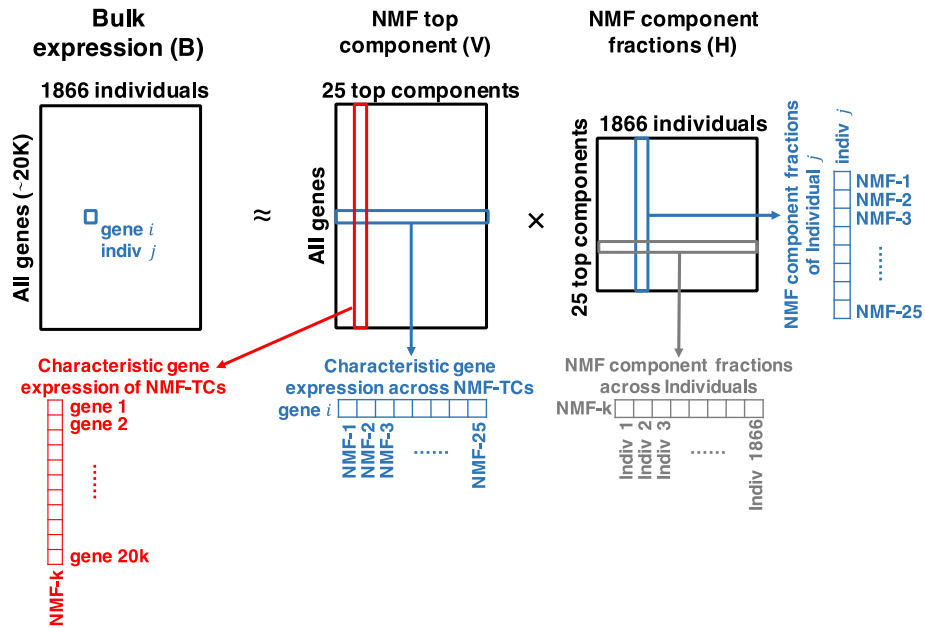 Bulk
expression (B)
NMF top
component (V)
NMF component
fractions (H)
1866 individuals
All genes (~20K)
gene i
indiv j
≈
25 top components
All genes
×
1866 individuals
25 top components
NMF component fractions
of Individual j
indiv j
NMF-1
NMF-2
NMF-3
......
NMF-25
Characteristic gene
expression of NMF-TCs
gene 1
gene 2
......
gene 20k
NMF-k
Characteristic gene
expression across NMF-TCs
gene i
NMF-1
NMF-2
NMF-3
......
NMF-25
NMF component fractions
across Individuals
NMF-k
Indiv 1
Indiv 2
Indiv 3
......
Indiv 1866